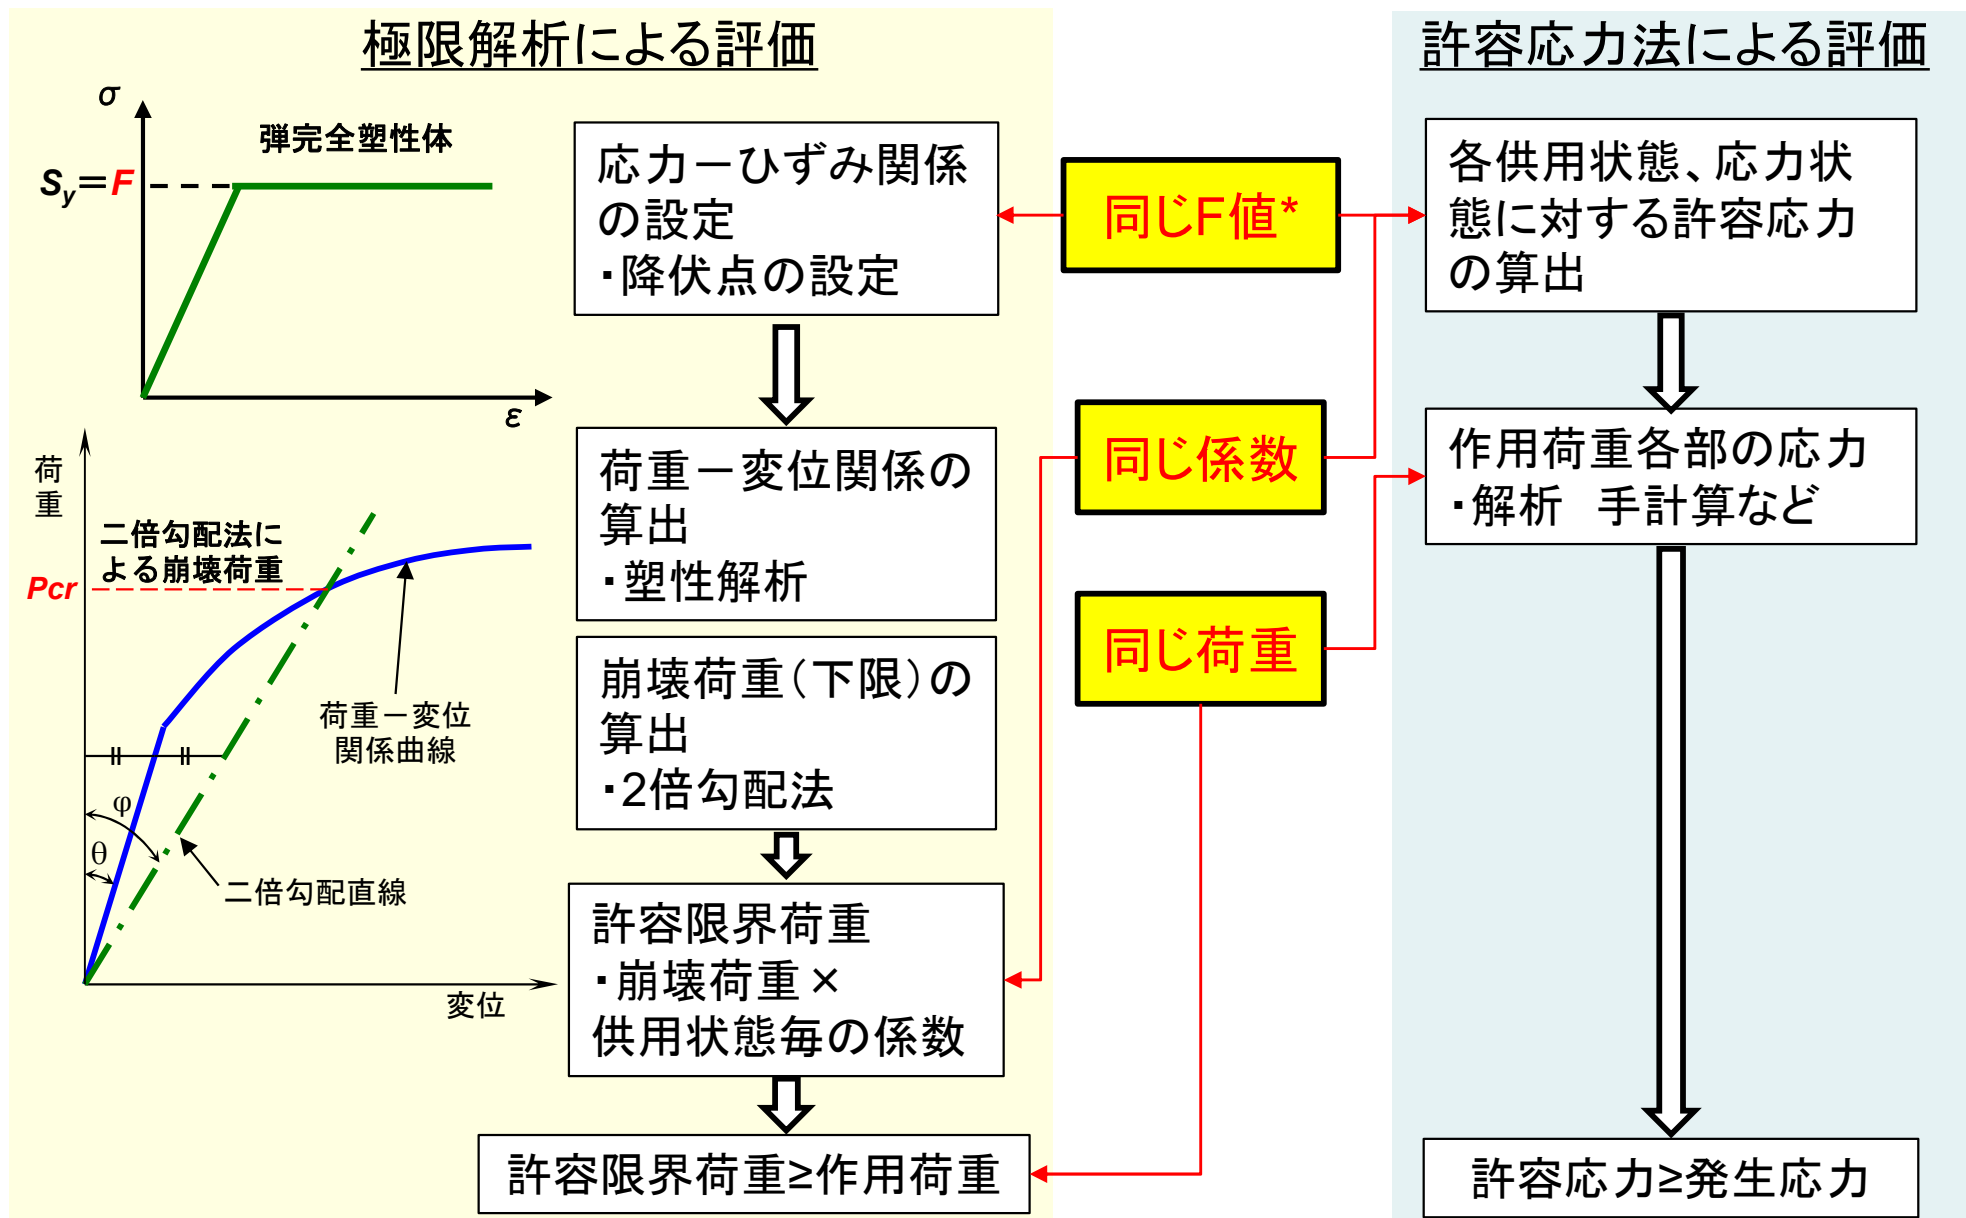 極限解析による評価
σ
弾完全塑性体
Sy=F
ε
荷
重
二倍勾配法に
よる崩壊荷重
Pcr
荷重－変位
関係曲線
φ
θ
二倍勾配直線
変位
応力－ひずみ関係
の設定
・降伏点の設定
荷重－変位関係の
算出
・塑性解析
崩壊荷重（下限）の
算出
・2倍勾配法
許容限界荷重
・崩壊荷重×
供用状態毎の係数
許容限界荷重≥作用荷重
同じF値*
同じ係数
同じ荷重
許容応力法による評価
各供用状態、応力状
態に対する許容応力
の算出
作用荷重各部の応力
・解析　手計算など
許容応力≥発生応力